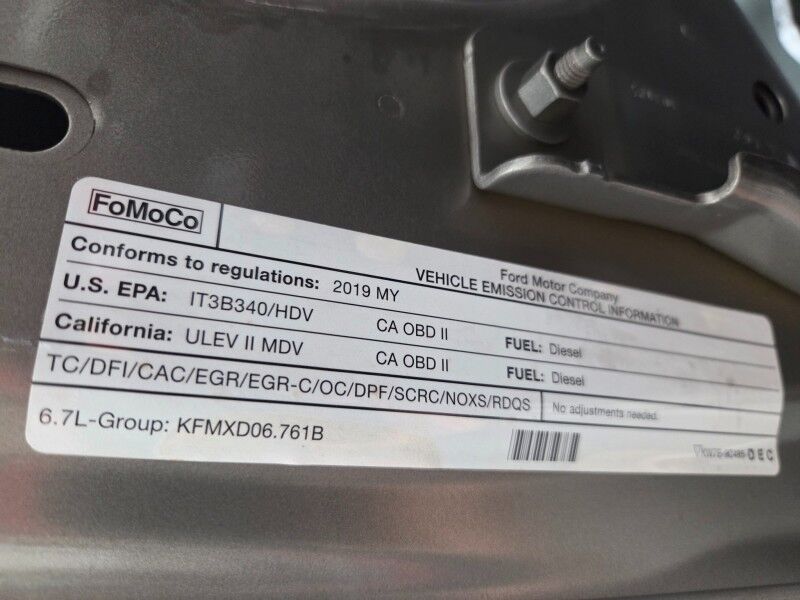 FoMoCo
Ford Motor Company
VEHICLE EMISSION CONTROL INFORMATION
Conforms to regulations: 2019 MY
U.S. EPA: IT3B340/HDV CA OBD II FUEL: Diesel
California: ULEV II MDV CA OBD II FUEL: Diesel
TC/DFI/CAC/EGR/EGR-C/OC/DPF/SCRC/NOXS/RDQS No adjustments needed.
6.7L-Group: KFMXD06.761B
DEC